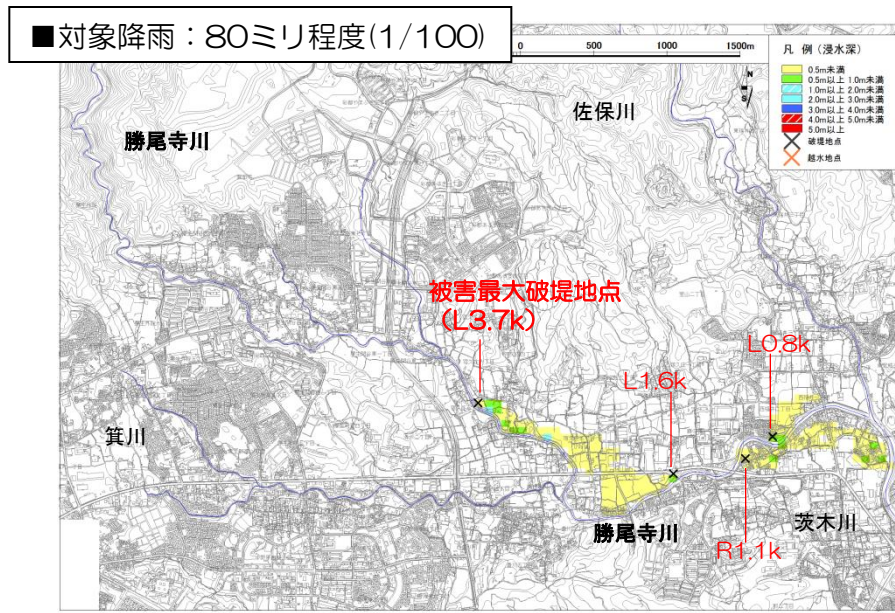 ■対象降雨：80ミリ程度(1/100)
0 500 1000 1500m
凡 例 (浸水深)
0.5m未満
0.5m以上 1.0m未満
1.0m以上 2.0m未満
2.0m以上 3.0m未満
3.0m以上 4.0m未満
4.0m以上 5.0m未満
5.0m以上
破堤地点
越水地点
N
S
佐保川
勝尾寺川
被害最大破堤地点
(L3.7k)
L0.8k
L1.6k
箕川
茨木川
勝尾寺川
R1.1k